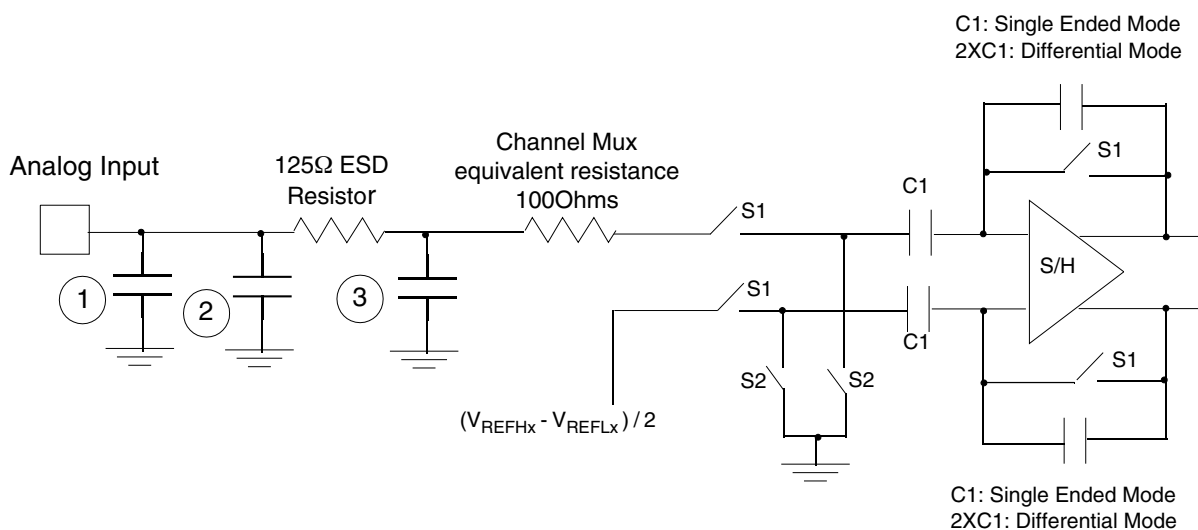 C1: Single Ended Mode
2XC1: Differential Mode
Analog Input
125Ω ESD
Resistor
Channel Mux
equivalent resistance
100Ohms
S1
C1
S1
S/H
1
2
3
S1
C1
S1
S2
S2
(VREFHx - VREFLx) / 2
C1: Single Ended Mode
2XC1: Differential Mode